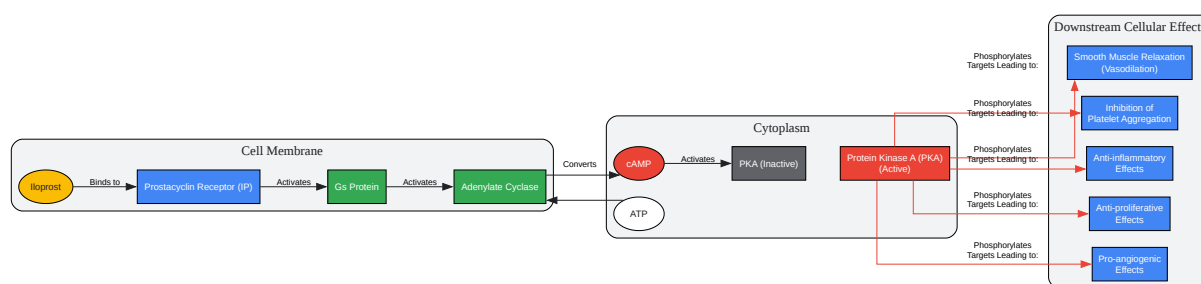 Cell Membrane
Iloprost
Binds to
Prostacyclin Receptor (IP)
Activates
Gs Protein
Activates
Adenylate Cyclase
Converts
Cytoplasm
cAMP
Activates
PKA (Inactive)
ATP
Protein Kinase A (PKA)
(Active)
Downstream Cellular Effect
Phosphorylates
Targets Leading to:
Smooth Muscle Relaxation
(Vasodilation)
Phosphorylates
Targets Leading to:
Inhibition of
Platelet Aggregation
Phosphorylates
Targets Leading to:
Anti-inflammatory
Effects
Phosphorylates
Targets Leading to:
Anti-proliferative
Effects
Phosphorylates
Targets Leading to:
Pro-angiogenic
Effects